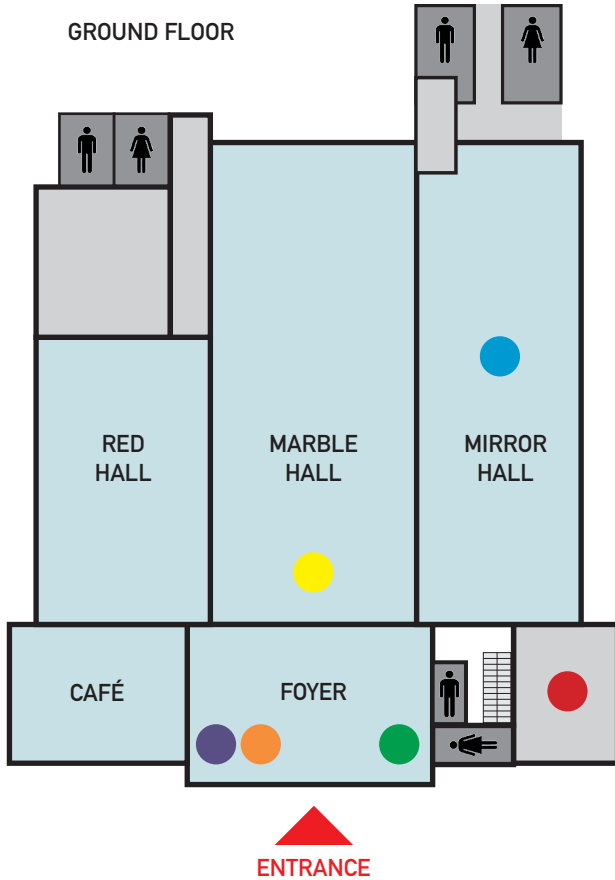 GROUND FLOOR
RED
HALL
MARBLE
HALL
MIRROR
HALL
CAFÉ
FOYER
ENTRANCE